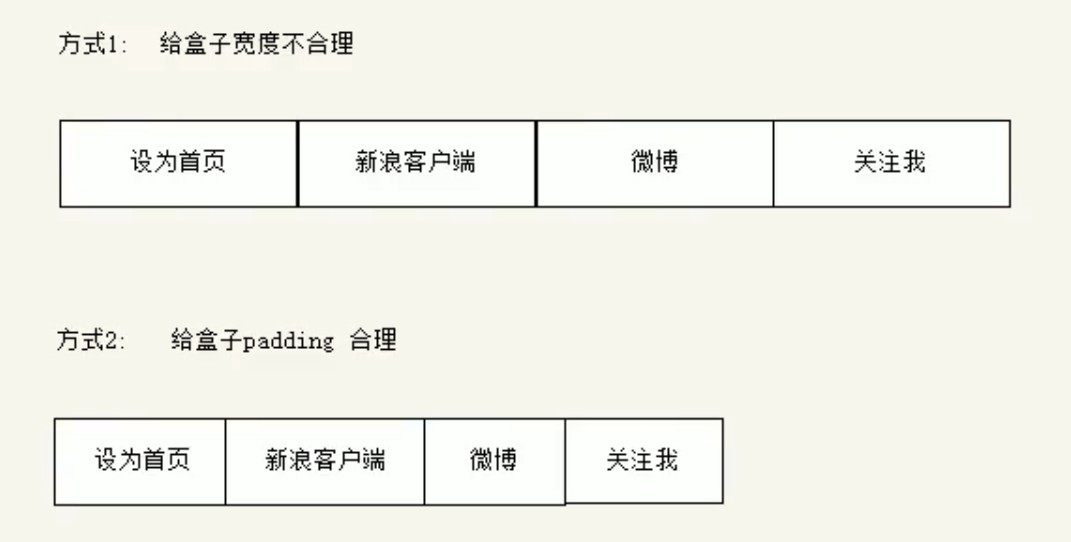 方式1: 给盒子宽度不合理
设为首页 新浪客户端 微博 关注我
方式2: 给盒子padding 合理
设为首页 新浪客户端 微博 关注我